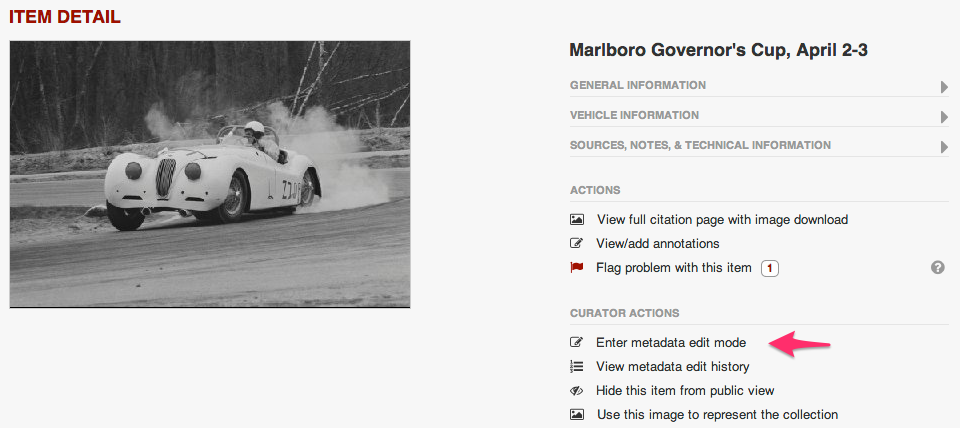 ITEM DETAIL
Marlboro Governor's Cup, April 2-3
GENERAL INFORMATION
VEHICLE INFORMATION
SOURCES, NOTES, & TECHNICAL INFORMATION
ACTIONS
View full citation page with image download
View/add annotations
Flag problem with this item 1 ?
CURATOR ACTIONS
Enter metadata edit mode
View metadata edit history
Hide this item from public view
Use this image to represent the collection